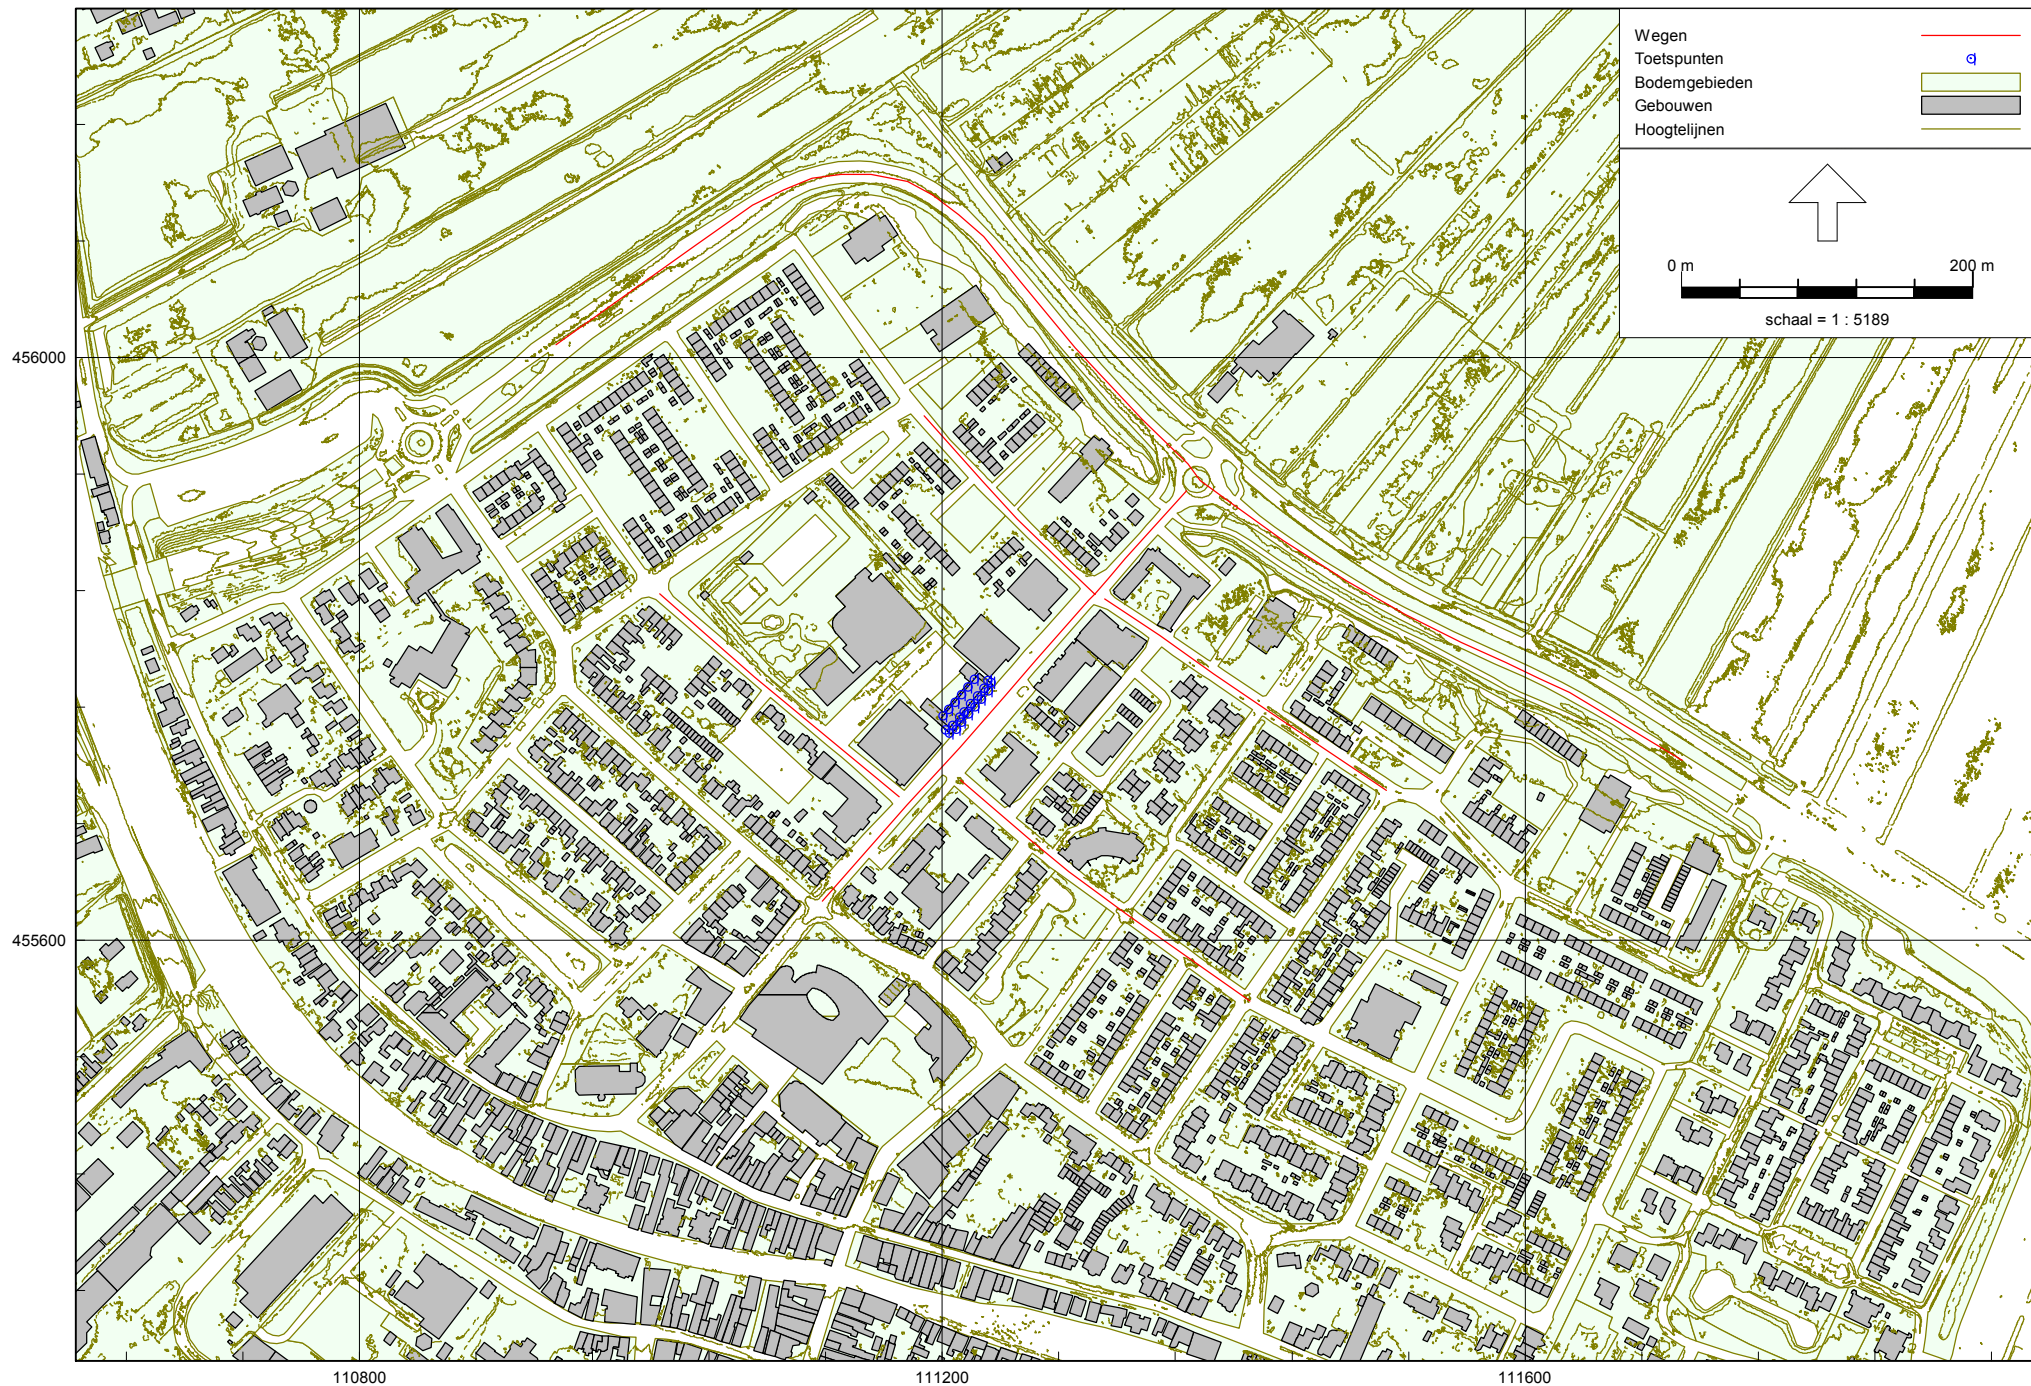 Wegen
Toetspunten
Bodemgebieden
Gebouwen
Hoogtelijnen
0 m 200 m
schaal = 1 : 5189
456000
455600
110800 111200 111600